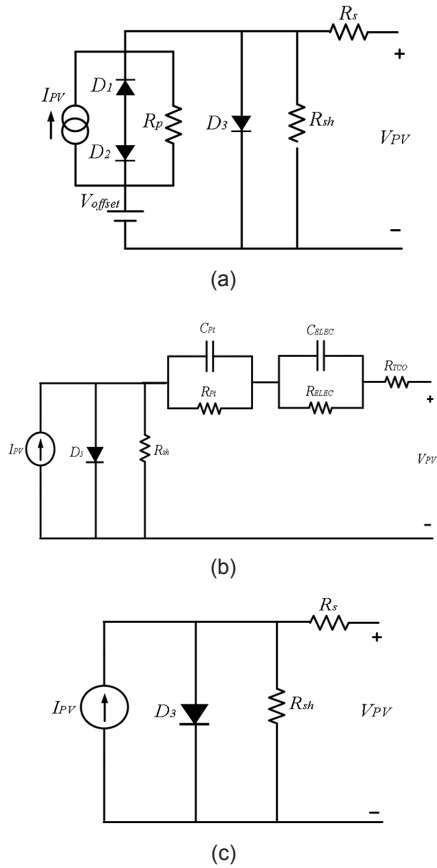 Rs
+
IPV
D1
Rp
D3
Rsh
VPV
D2
Voffset
−
(a)
CPt
CELEC
RTCO
RPt
RELEC
+
IPV
D3
Rsh
VPV
−
(b)
Rs
+
IPV
D3
Rsh
VPV
−
(c)